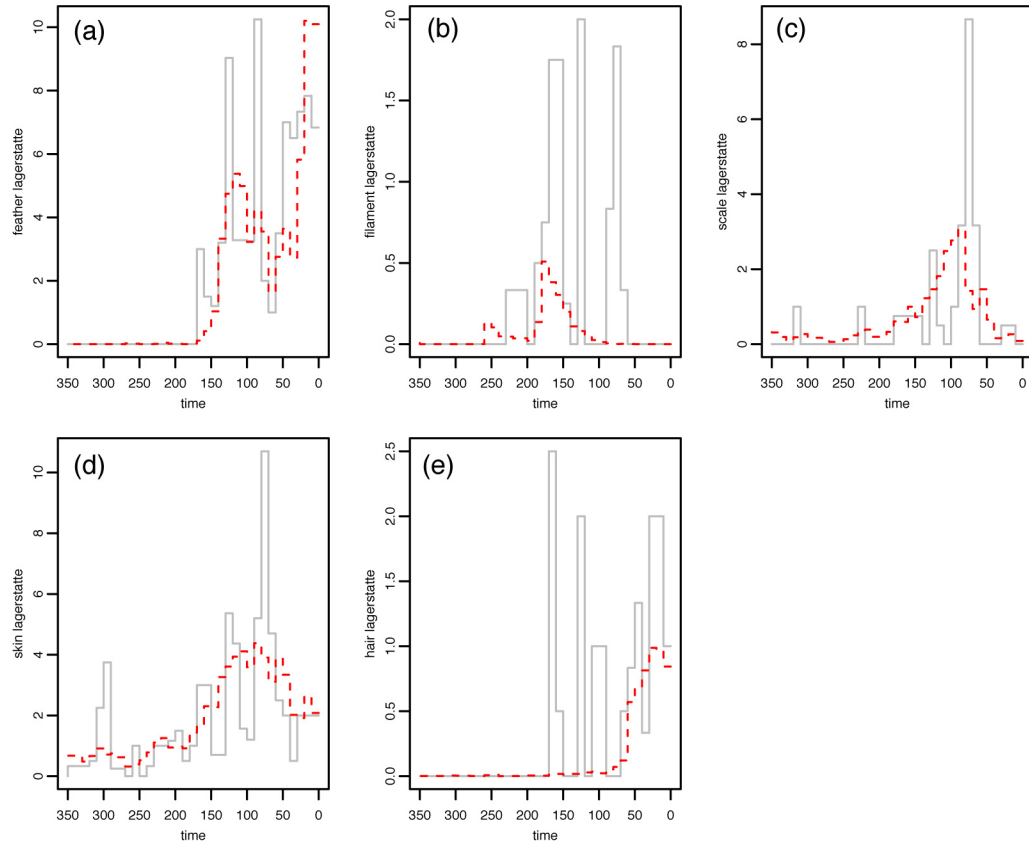 (a)
feather lagerstatte
10
8
6
4
2
0
350 300 250 200 150 100 50 0
time
(b)
filament lagerstatte
2.0
1.5
1.0
0.5
0.0
350 300 250 200 150 100 50 0
time
(c)
scale lagerstatte
8
6
4
2
0
350 300 250 200 150 100 50 0
time
(d)
skin lagerstatte
10
8
6
4
2
0
350 300 250 200 150 100 50 0
time
(e)
hair lagerstatte
2.5
2.0
1.5
1.0
0.5
0.0
350 300 250 200 150 100 50 0
time